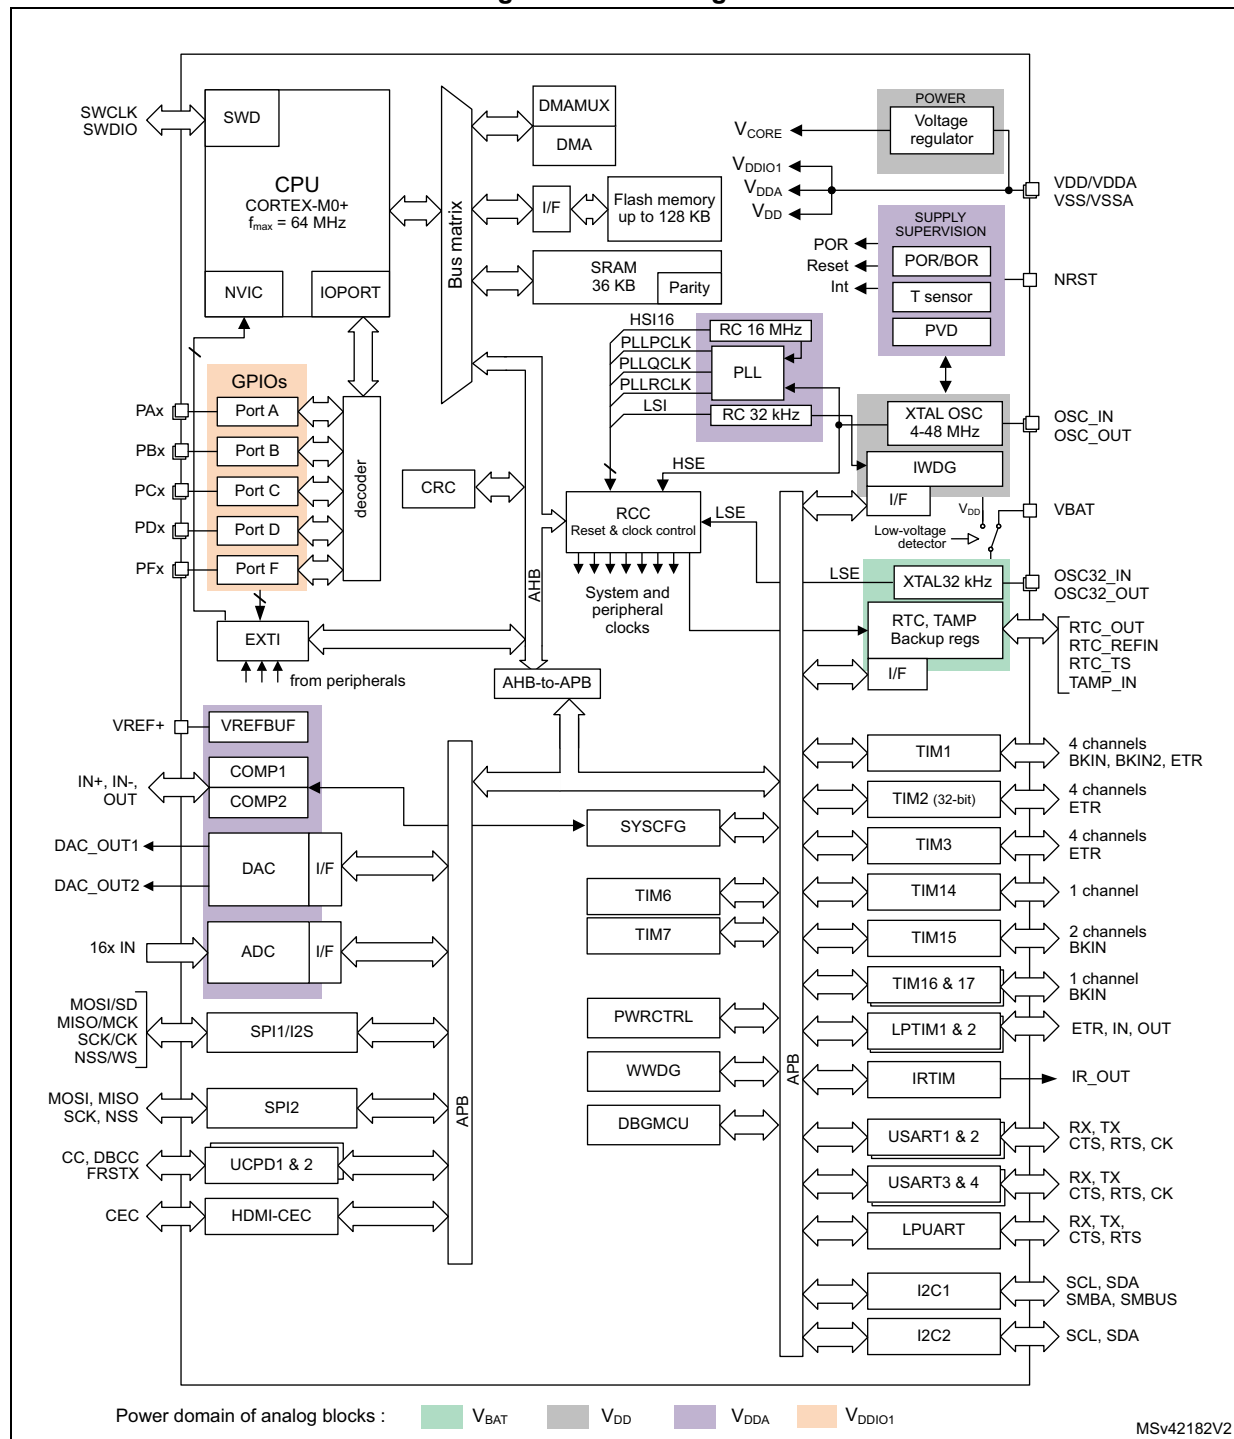 SWCLK
SWDIO
SWD
CPU
CORTEX-M0+
fmax = 64 MHz
NVIC
IOPORT
Bus matrix
DMAMUX
DMA
I/F
Flash memory
up to 128 KB
SRAM
36 KB
Parity
POWER
Voltage
regulator
VCORE
VDDIO1
VDDA
VDD
VDD/VDDA
VSS/VSSA
SUPPLY
SUPERVISION
POR
Reset
Int
POR/BOR
T sensor
PVD
NRST
HSI16
PLLPCLK
PLLQCLK
PLLRCLK
LSI
RC 16 MHz
PLL
RC 32 kHz
GPIOs
PAx
Port A
PBx
Port B
PCx
Port C
PDx
Port D
PFx
Port F
decoder
CRC
XTAL OSC
4-48 MHz
OSC_IN
OSC_OUT
IWDG
I/F
HSE
RCC
Reset & clock control
LSE
VDD
VBAT
Low-voltage
detector
LSE
XTAL32 kHz
OSC32_IN
OSC32_OUT
System and
peripheral
clocks
AHB
RTC, TAMP
Backup regs
I/F
RTC_OUT
RTC_REFIN
RTC_TS
TAMP_IN
EXTI
from peripherals
AHB-to-APB
VREF+
VREFBUF
IN+, IN-,
OUT
COMP1
COMP2
DAC_OUT1
DAC_OUT2
DAC
I/F
16x IN
ADC
I/F
MOSI/SD
MISO/MCK
SCK/CK
NSS/WS
SPI1/I2S
MOSI, MISO
SCK, NSS
SPI2
CC, DBCC
FRSTX
UCPD1 & 2
CEC
HDMI-CEC
APB
SYSCFG
TIM6
TIM7
PWRCTRL
WWDG
DBGMCU
APB
TIM1
4 channels
BKIN, BKIN2, ETR
TIM2 (32-bit)
4 channels
ETR
TIM3
4 channels
ETR
TIM14
1 channel
TIM15
2 channels
BKIN
TIM16 & 17
1 channel
BKIN
LPTIM1 & 2
ETR, IN, OUT
IRTIM
IR_OUT
USART1 & 2
RX, TX
CTS, RTS, CK
USART3 & 4
RX, TX
CTS, RTS, CK
LPUART
RX, TX,
CTS, RTS
I2C1
SCL, SDA
SMBA, SMBUS
I2C2
SCL, SDA
Power domain of analog blocks :
VBAT
VDD
VDDA
VDDIO1
MSv42182V2